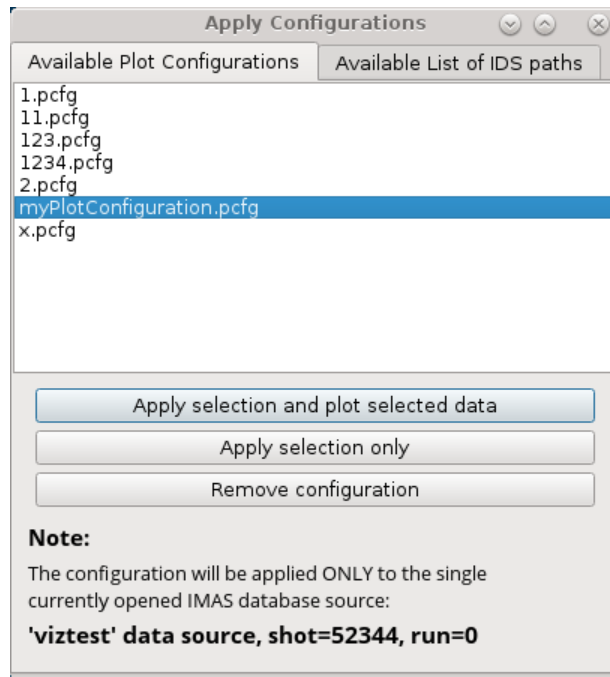 Apply Configurations
Available Plot Configurations
Available List of IDS paths
1.pcfg
11.pcfg
123.pcfg
1234.pcfg
2.pcfg
myPlotConfiguration.pcfg
x.pcfg
Apply selection and plot selected data
Apply selection only
Remove configuration
Note:
The configuration will be applied ONLY to the single
currently opened IMAS database source:
'viztest' data source, shot=52344, run=0